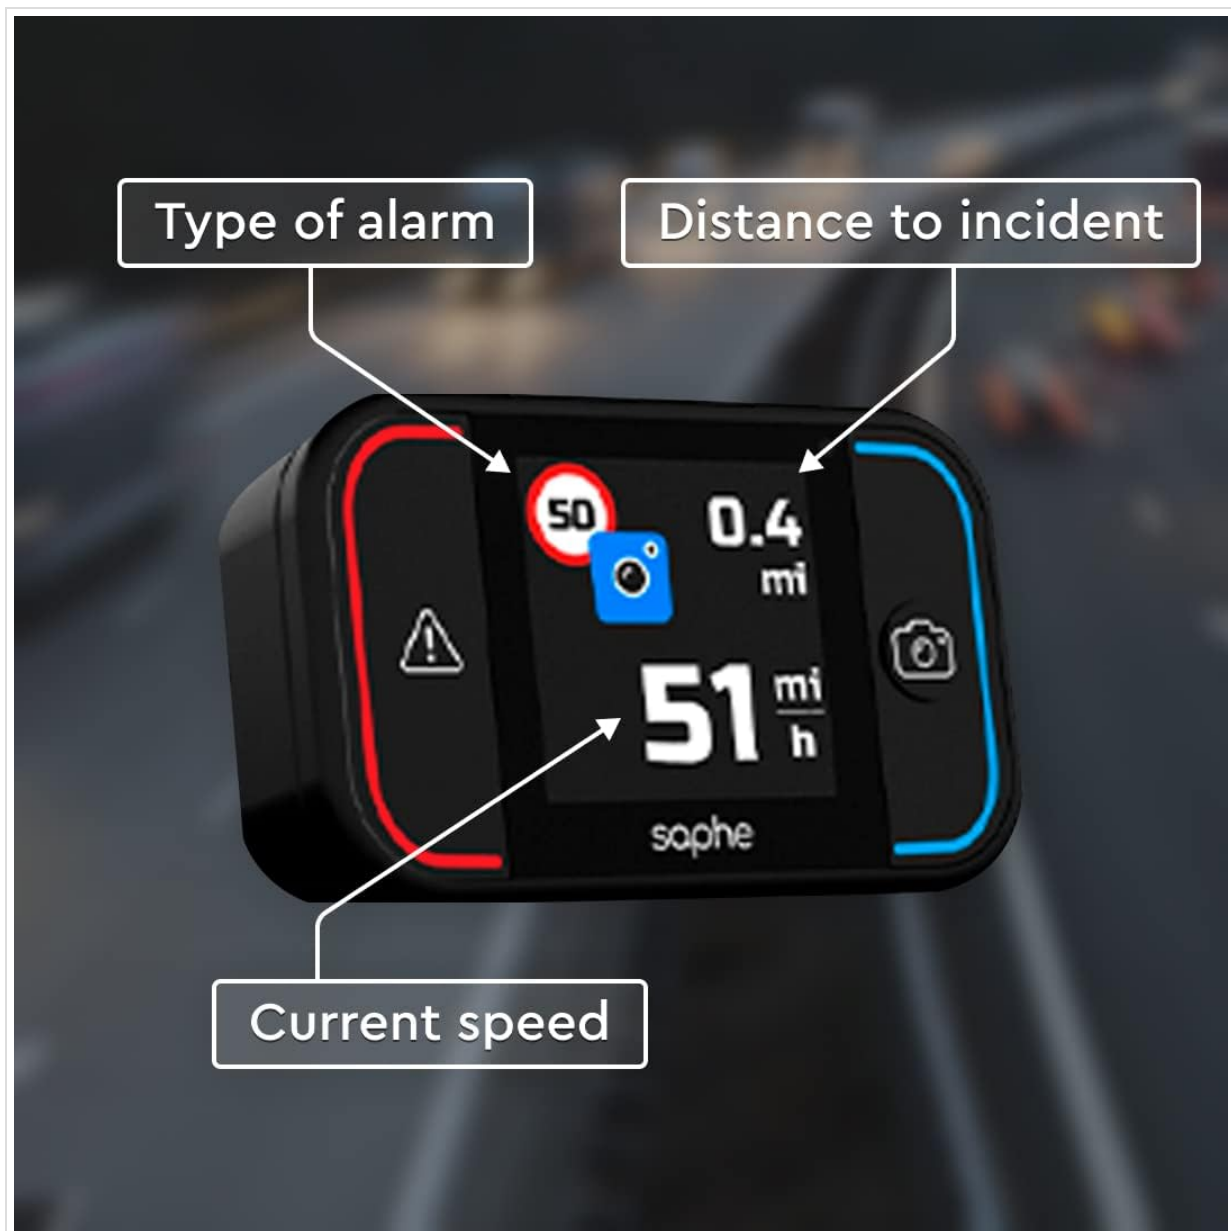 Type of alarm
Distance to incident
50
0.4
mi
51 mi
h
saphe
Current speed